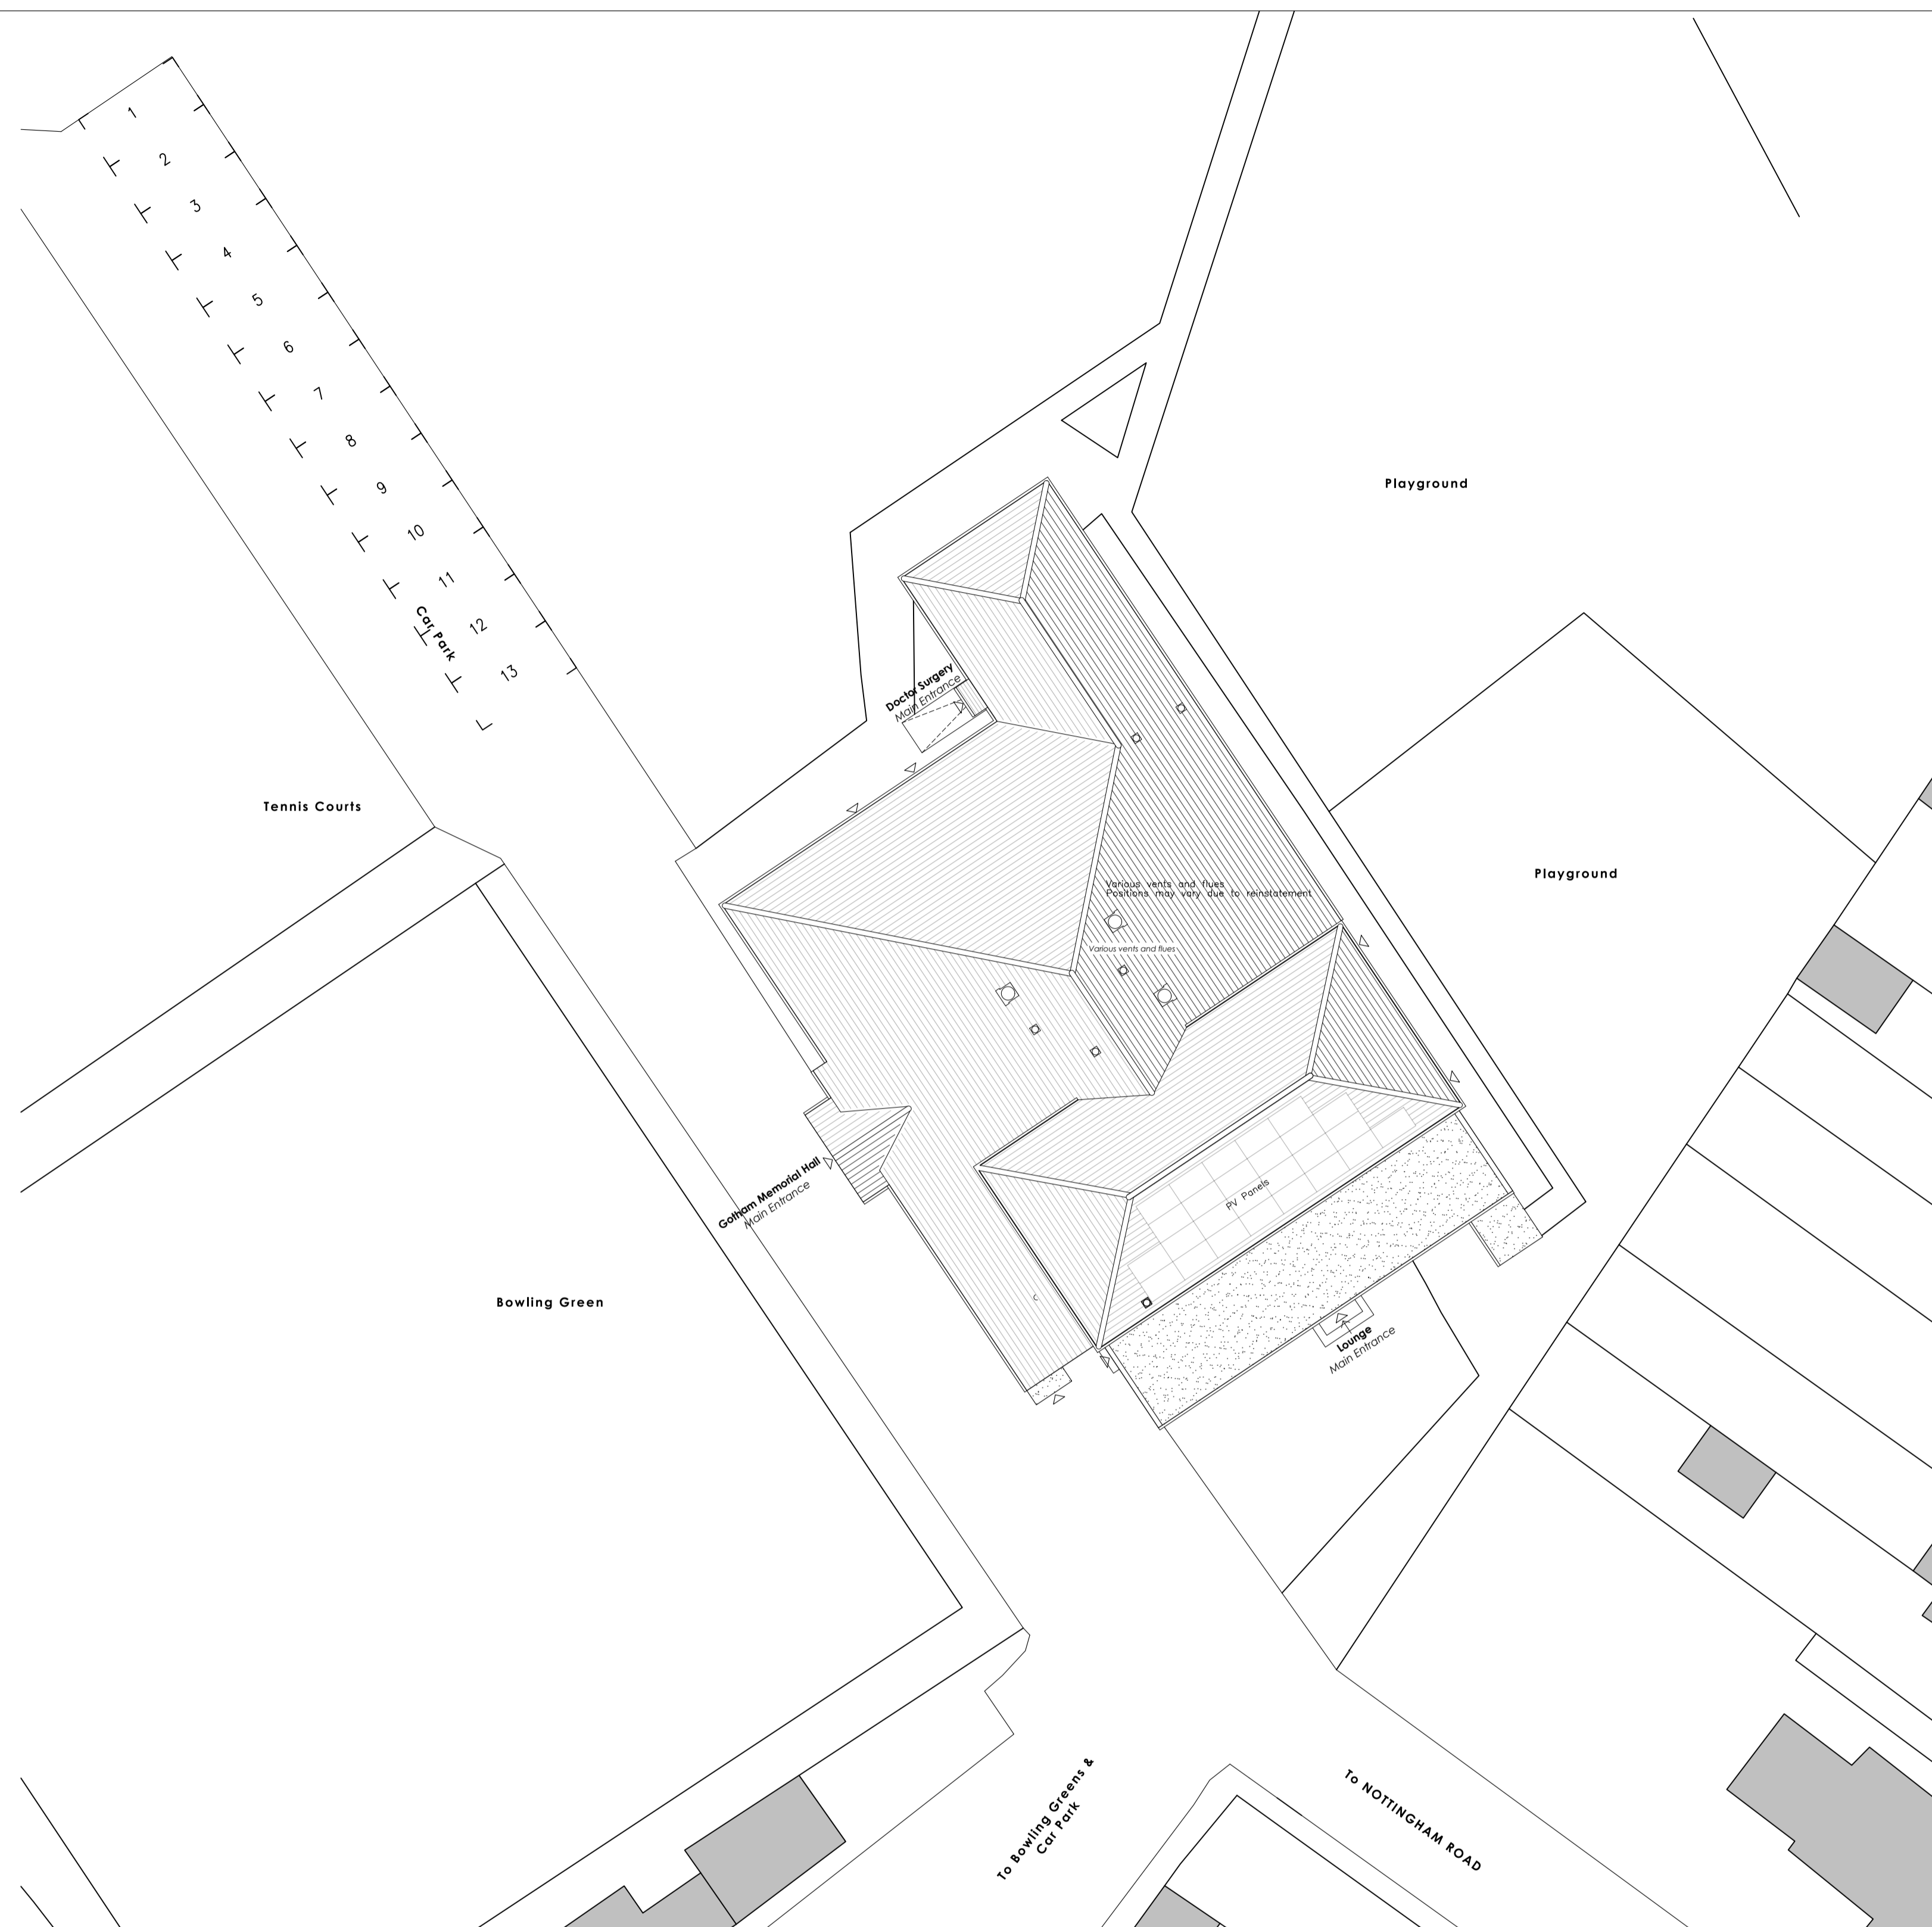 1
2
3
4
5
6
7
8
9
10
11
12
13
Car Park
Playground
Doctor Surgery
Main Entrance
Tennis Courts
Playground
Various vents and flues
Positions may vary due to reinstatement
Various vents and flues
Gotham Memorial Hall
Main Entrance
PV Panels
Bowling Green
Lounge
Main Entrance
To Bowling Greens &
Car Park
To NOTTINGHAM ROAD